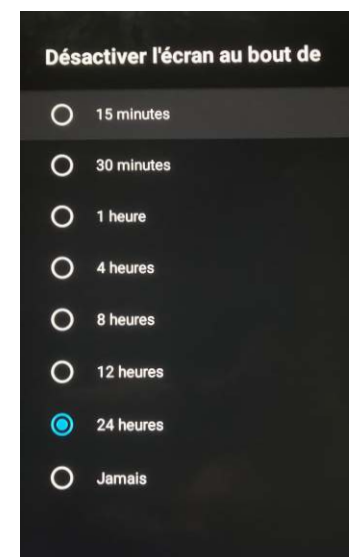 Désactiver l'écran au bout de
15 minutes
30 minutes
1 heure
4 heures
8 heures
12 heures
24 heures
Jamais